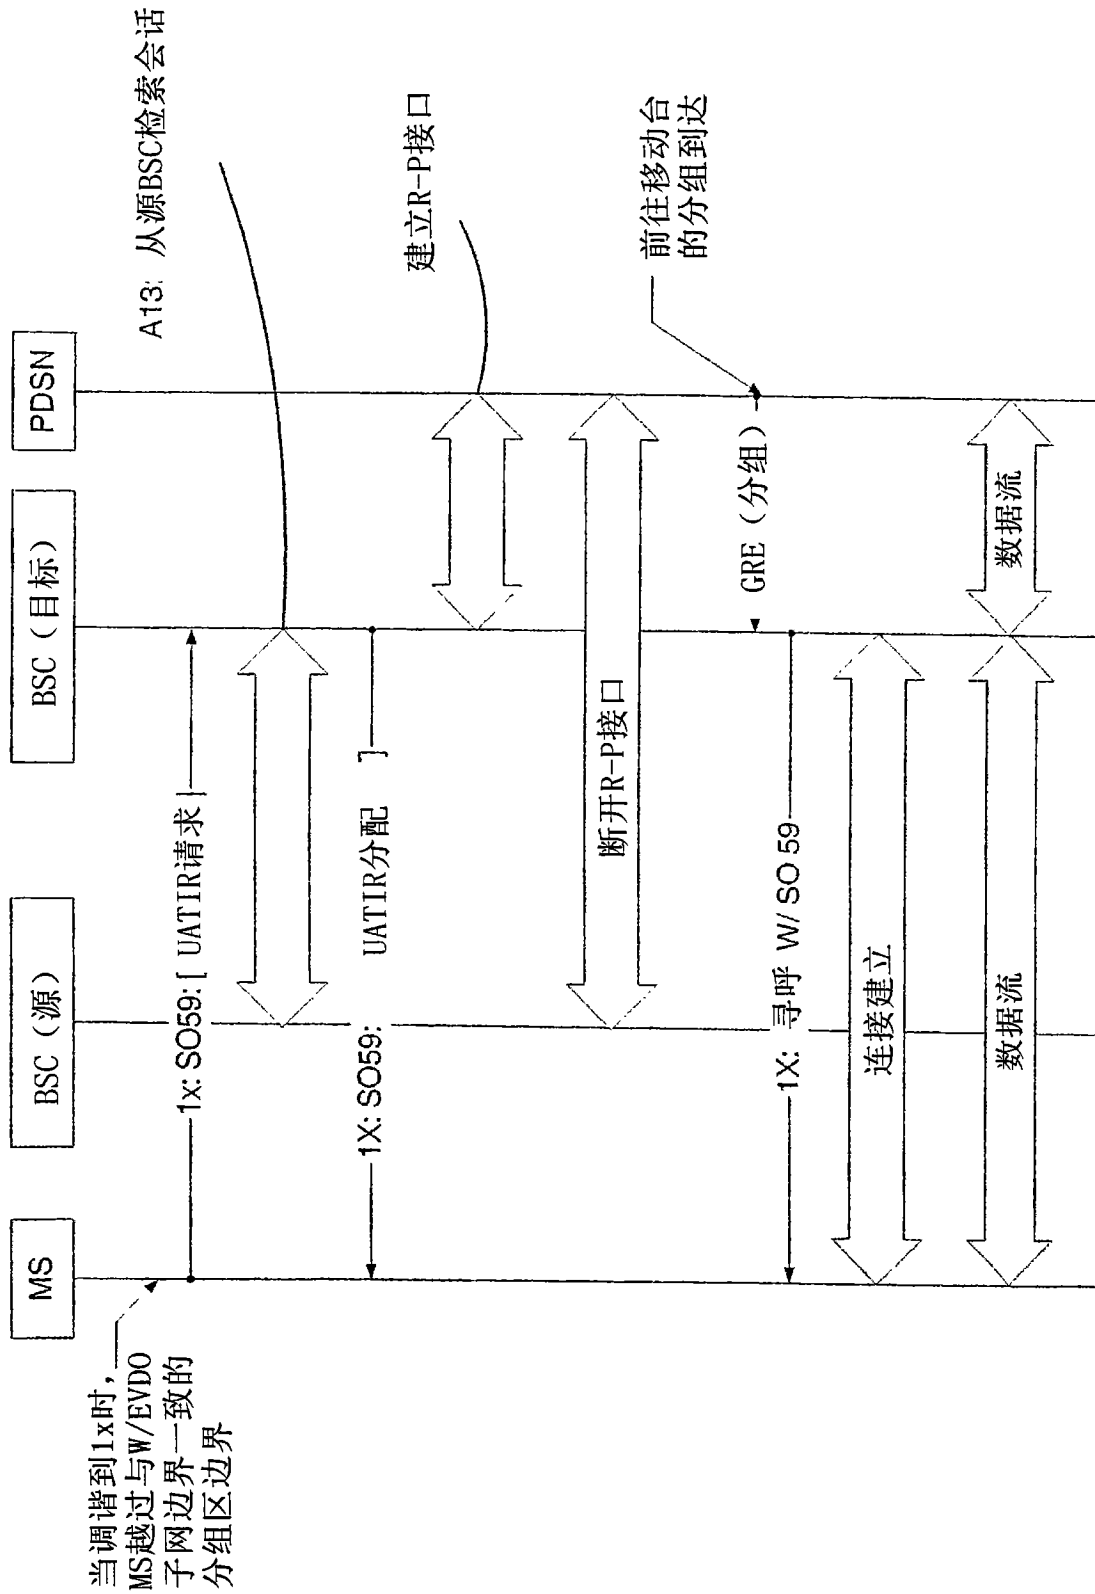 MS
BSC (源)
BSC (目标)
PDSN
当调谐到1x时,
MS越过与W/EVDO
子网边界一致的
分组区边界
1x: SO59: [ UATIR请求 ]
A13: 从源BSC检索会话
1X: SO59: UATIR分配 ]
建立R-P接口
断开R-P接口
前往移动台
的分组到达
GRE (分组)
1X: 寻呼 W/ SO 59
连接建立
数据流
数据流